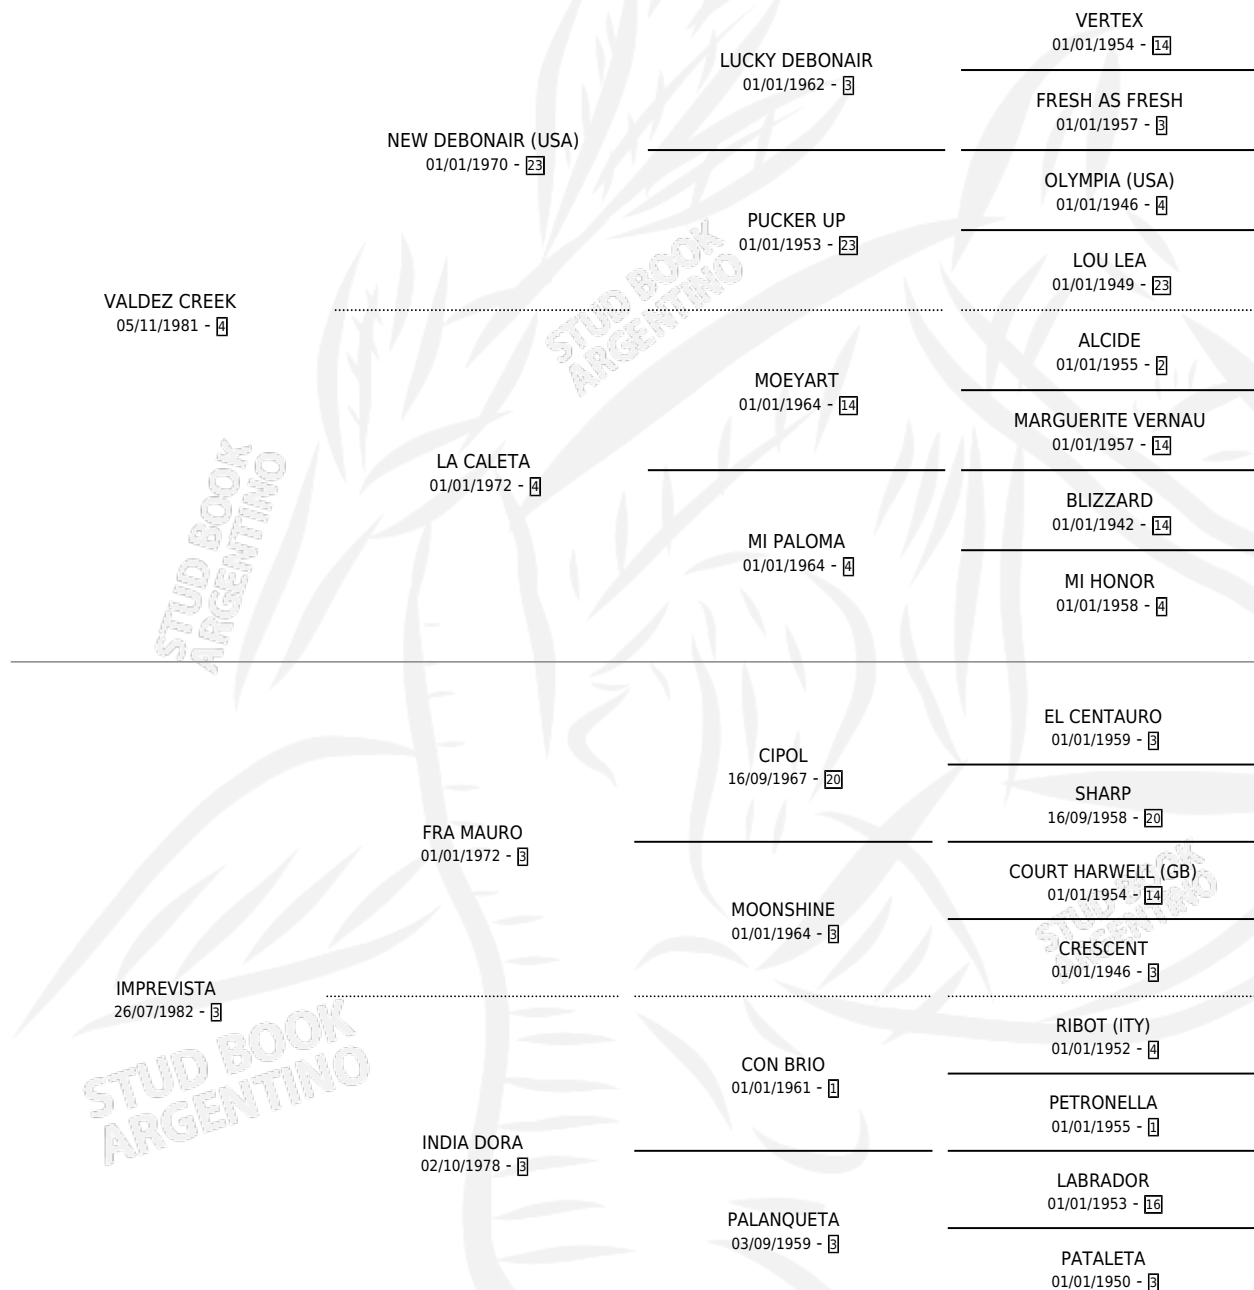 VERTEX
01/01/1954 - 14
LUCKY DEBONAIR
01/01/1962 - 3
FRESH AS FRESH
01/01/1957 - 3
NEW DEBONAIR (USA)
01/01/1970 - 23
OLYMPIA (USA)
01/01/1946 - 4
PUCKER UP
01/01/1953 - 23
LOU LEA
01/01/1949 - 23
VALDEZ CREEK
05/11/1981 - 4
ALCIDE
01/01/1955 - 2
MOEYART
01/01/1964 - 14
MARGUERITE VERNAU
01/01/1957 - 14
LA CALETA
01/01/1972 - 4
BLIZZARD
01/01/1942 - 14
MI PALOMA
01/01/1964 - 4
MI HONOR
01/01/1958 - 4
EL CENTAURO
01/01/1959 - 3
CIPOL
16/09/1967 - 20
SHARP
16/09/1958 - 20
FRA MAURO
01/01/1972 - 3
COURT HARWELL (GB)
01/01/1954 - 14
MOONSHINE
01/01/1964 - 3
CRESCENT
01/01/1946 - 3
IMPREVISTA
26/07/1982 - 3
RIBOT (ITY)
01/01/1952 - 4
CON BRIO
01/01/1961 - 1
PETRONELLA
01/01/1955 - 1
INDIA DORA
02/10/1978 - 3
LABRADOR
01/01/1953 - 16
PALANQUETA
03/09/1959 - 3
PATALETA
01/01/1950 - 3
STUD BOOK
ARGENTINO
STUD BOOK
ARGENTINO
STUD BOOK
ARGENTINO
STUD BOOK
ARGENTINO